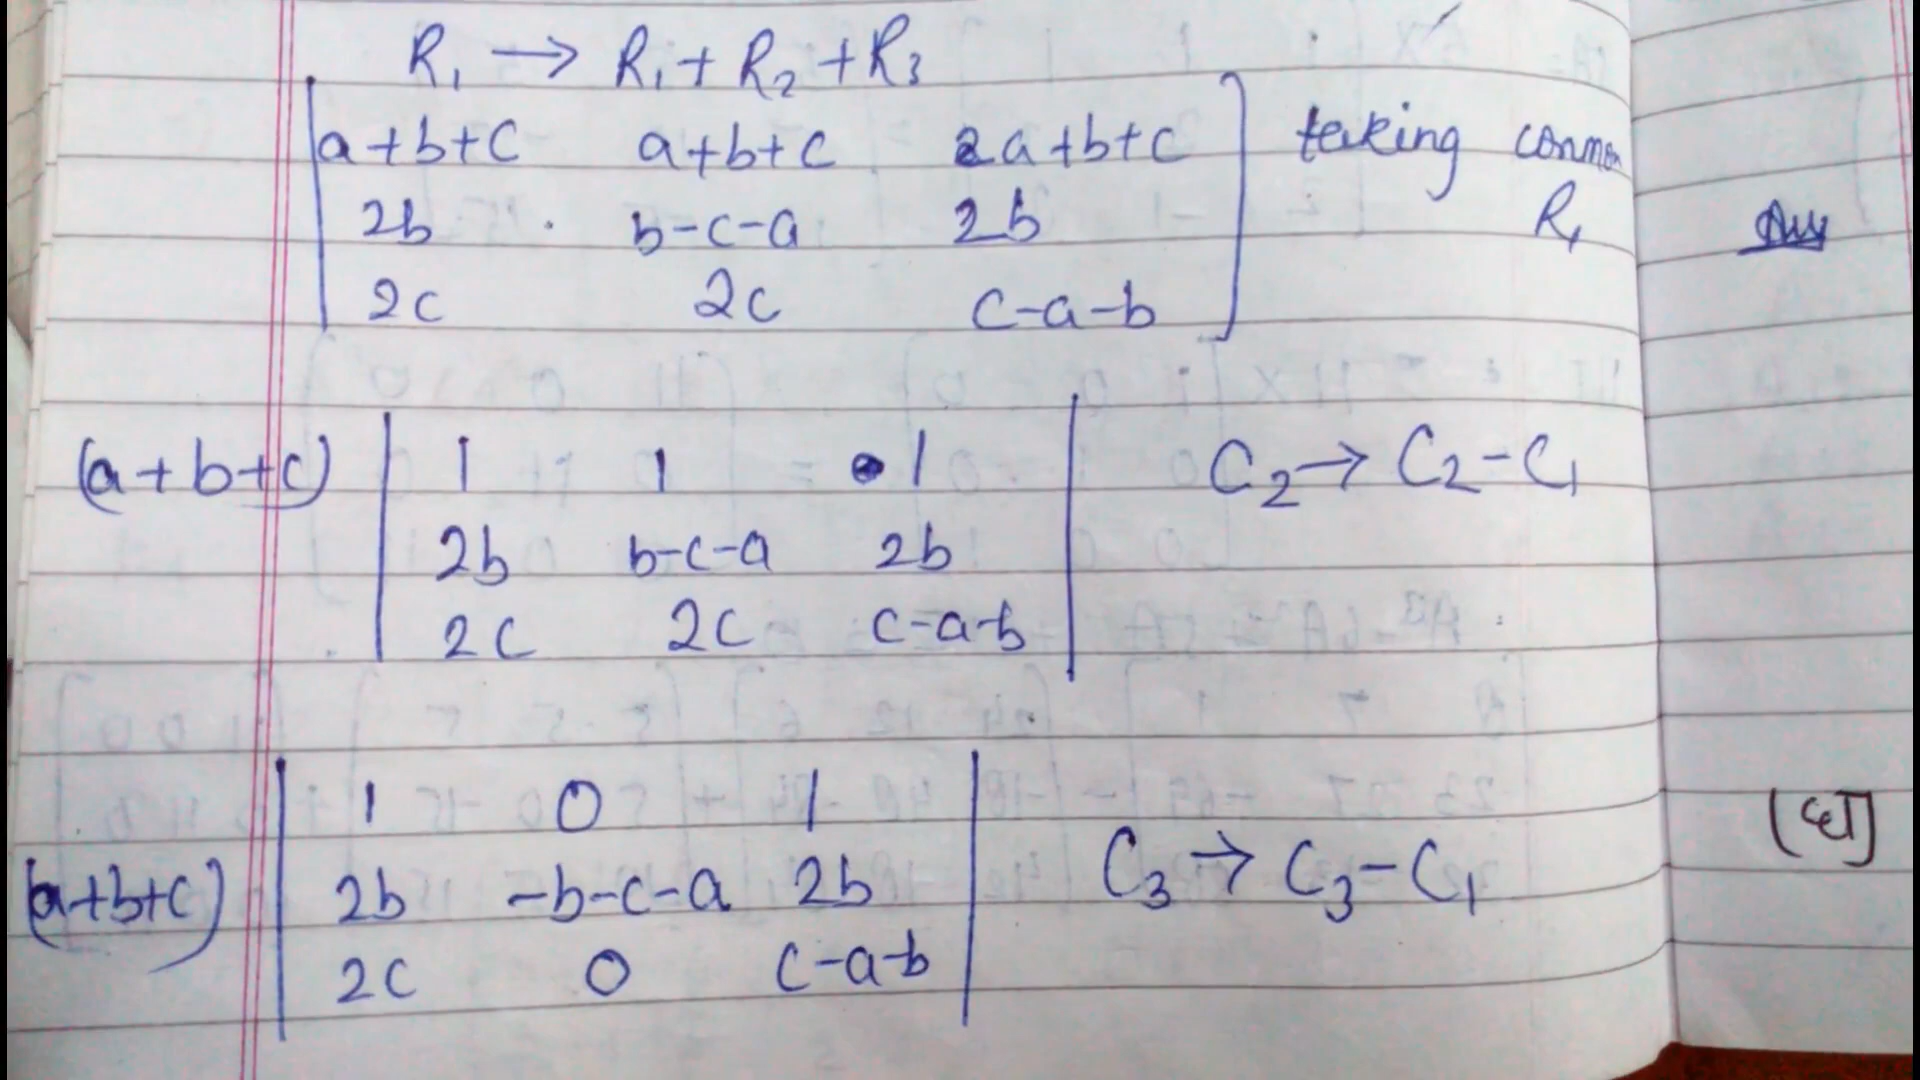 R₁ → R₁ + R₂ + R₃
a+b+c a+b+c 2a+b+c taking common
2b b-c-a 2b R₁
2c 2c c-a-b
Ans
(a+b+c) 1 1 1 C₂ → C₂-C₁
2b b-c-a 2b
2c 2c c-a-b
1 0 1
(a+b+c) 2b -b-c-a 2b C₃ → C₃-C₁
2c 0 c-a-b